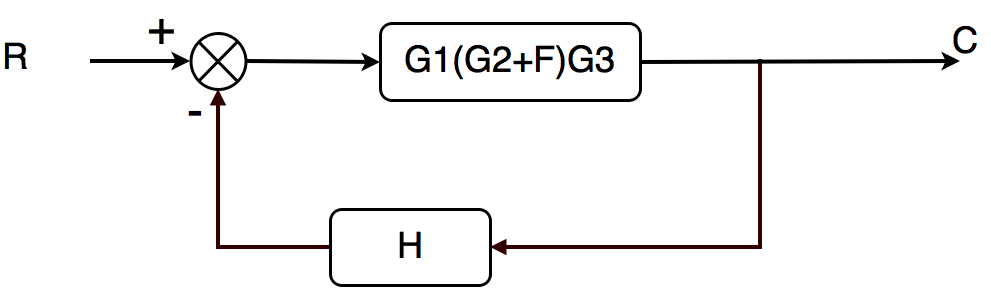 R
+
G1(G2+F)G3
C
-
H